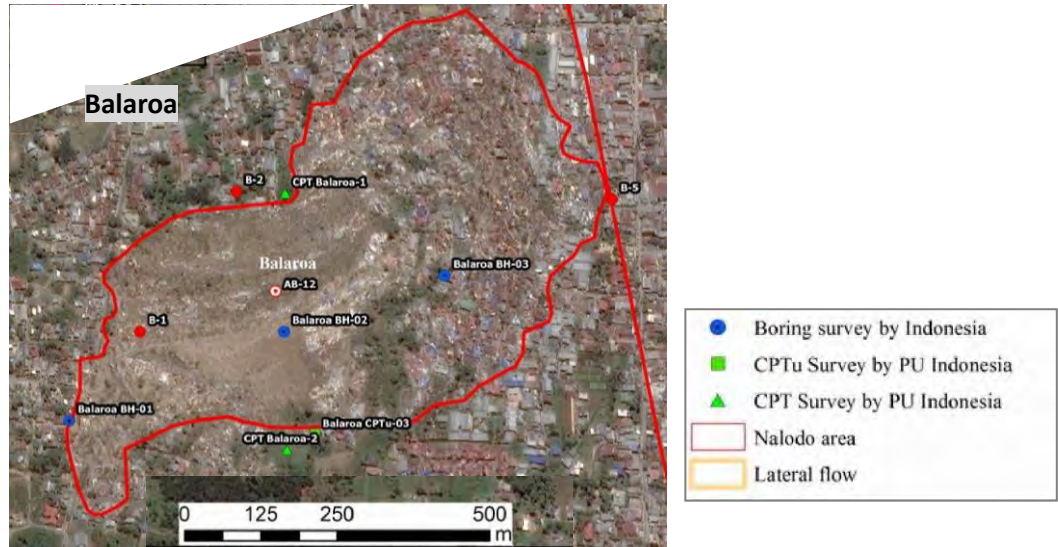 Balaroa
B-2
CPT Balaroa-1
B-5
Balaroa
Balaroa BH-03
AB-12
B-1
Balaroa BH-02
Balaroa BH-01
Balaroa CPTu-03
CPT Balaroa-2
0 125 250 500
m
Boring survey by Indonesia
CPTu Survey by PU Indonesia
CPT Survey by PU Indonesia
Nalodo area
Lateral flow